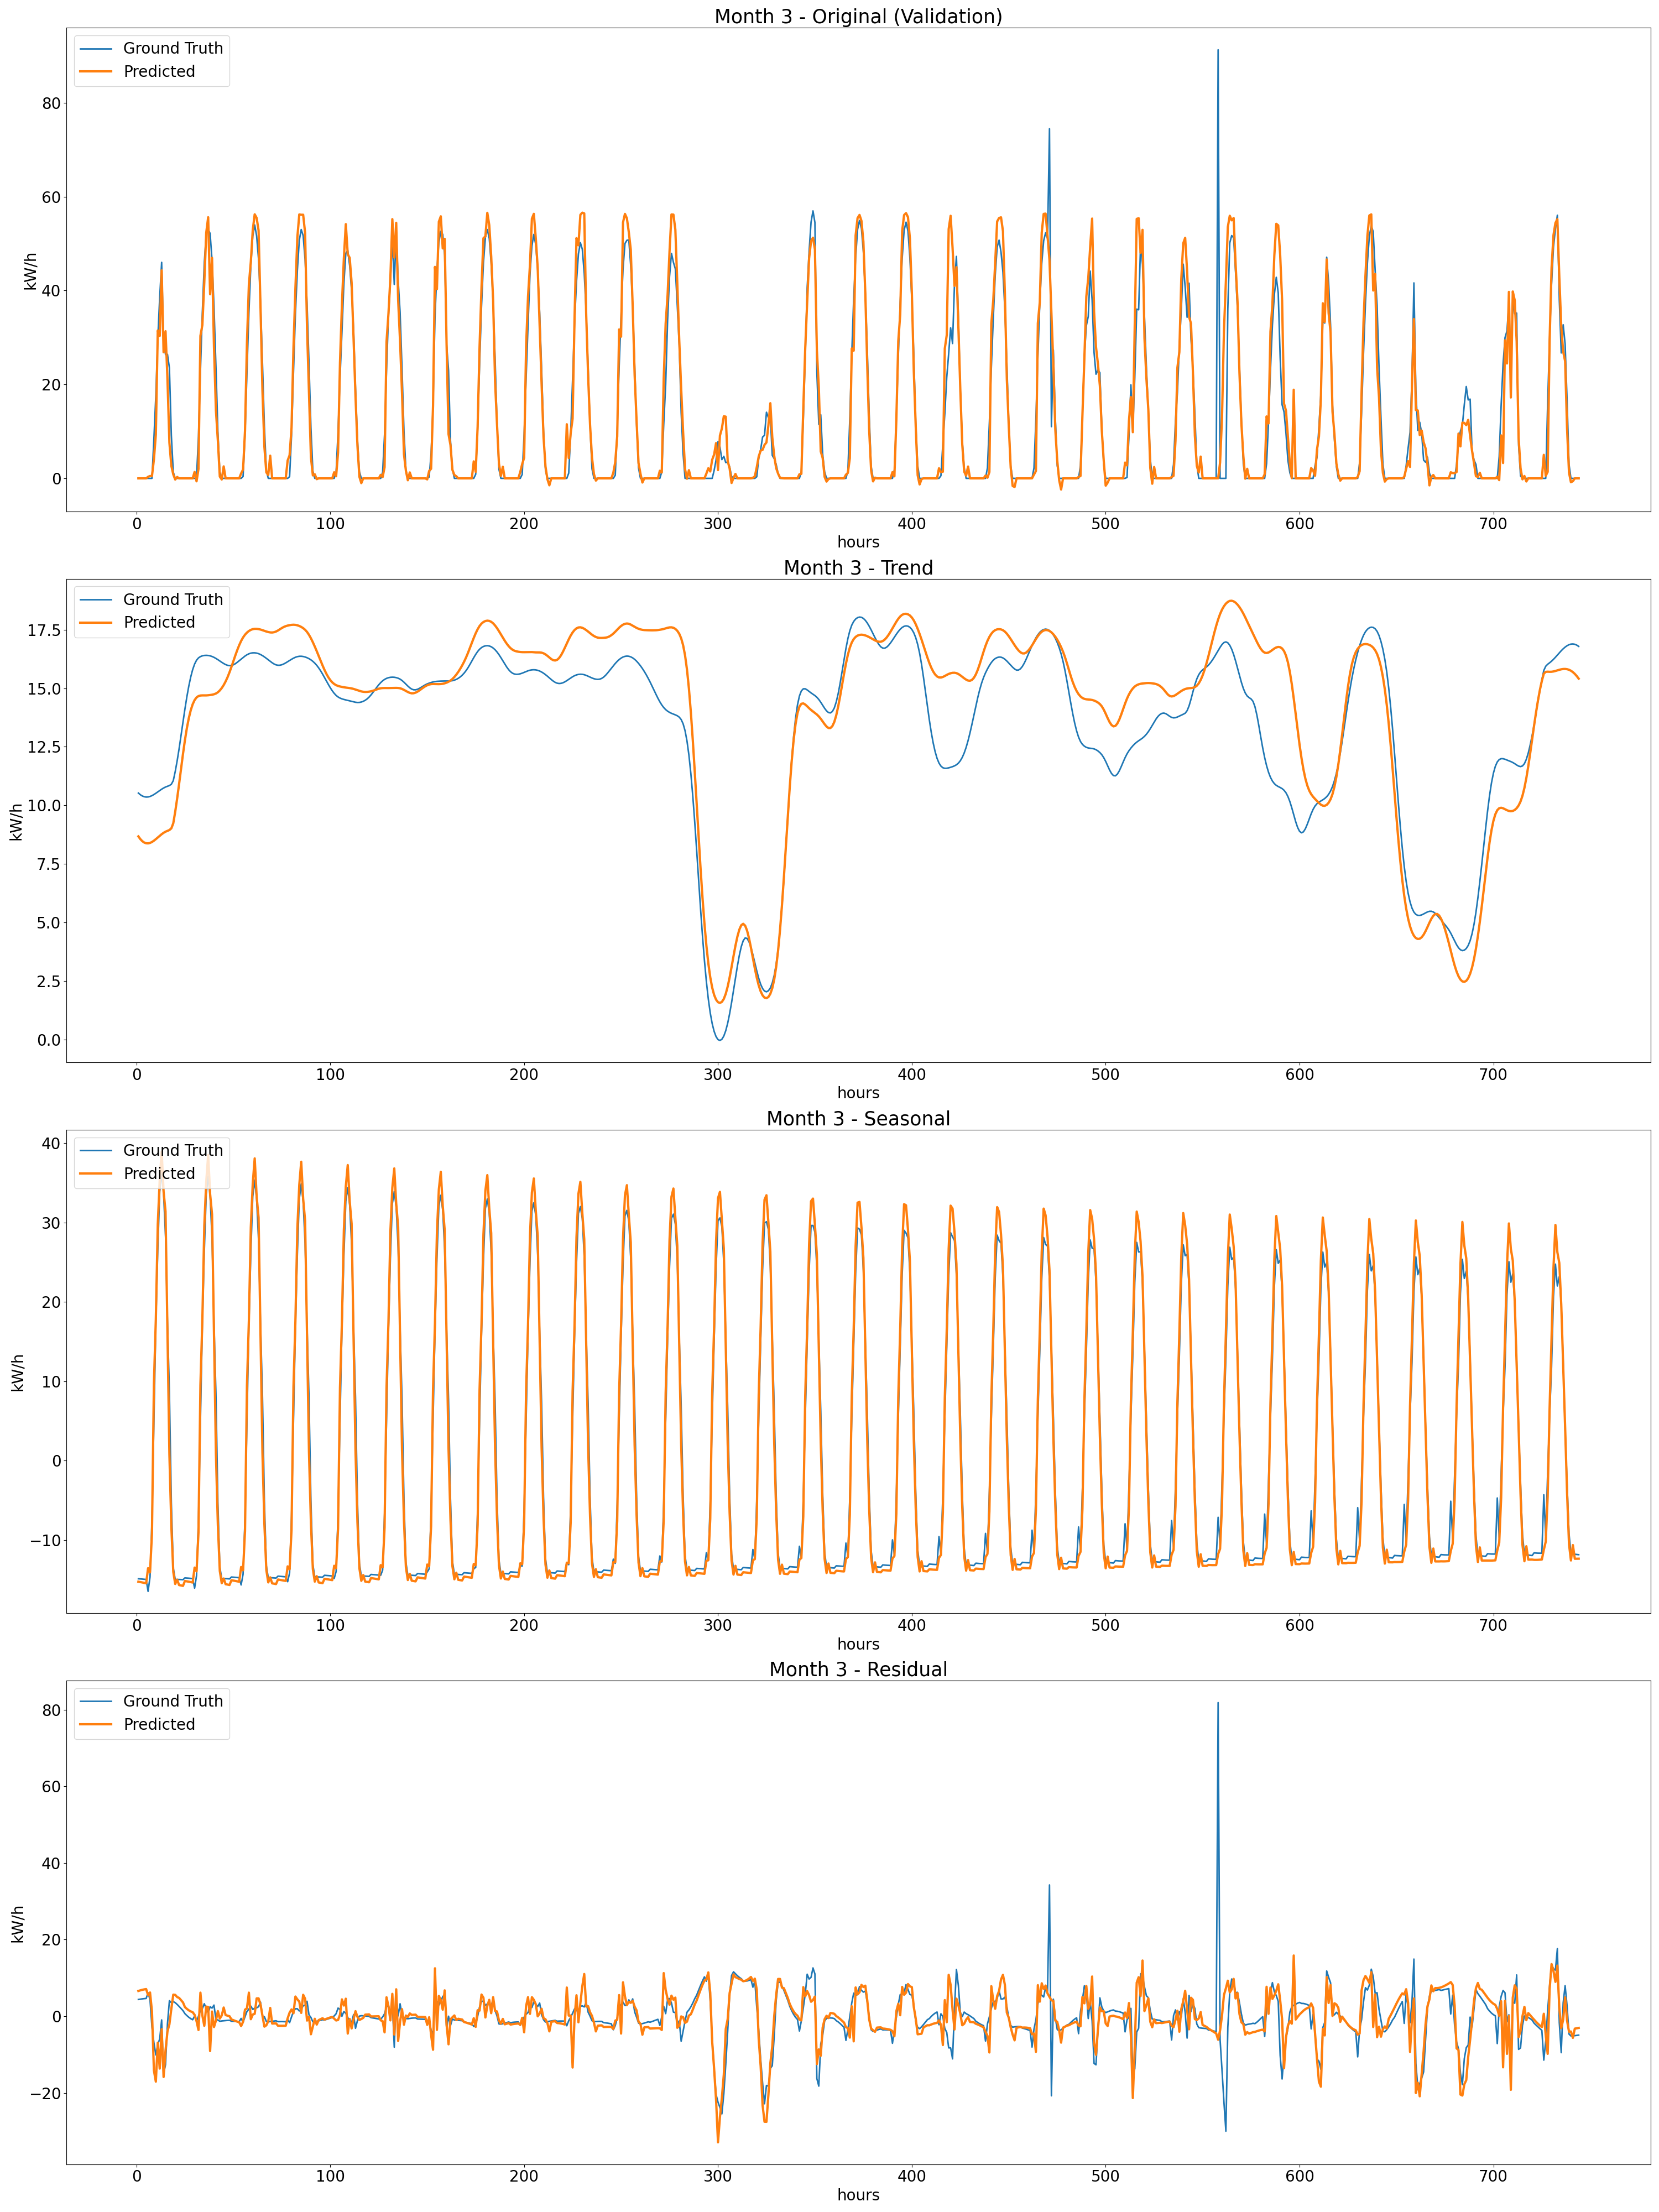 Month 3 - Original (Validation)
Ground Truth
Predicted
kW/h
80
60
40
20
0
0 100 200 300 400 500 600 700
hours
Month 3 - Trend
Ground Truth
Predicted
kW/h
17.5
15.0
12.5
10.0
7.5
5.0
2.5
0.0
0 100 200 300 400 500 600 700
hours
Month 3 - Seasonal
Ground Truth
Predicted
kW/h
40
30
20
10
0
−10
0 100 200 300 400 500 600 700
hours
Month 3 - Residual
Ground Truth
Predicted
kW/h
80
60
40
20
0
−20
0 100 200 300 400 500 600 700
hours